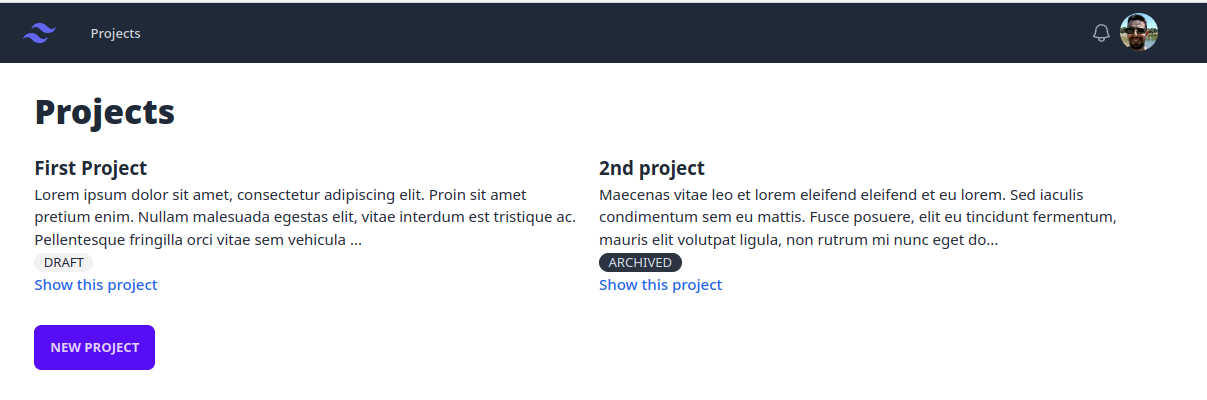 Projects
Projects
First Project
Lorem ipsum dolor sit amet, consectetur adipiscing elit. Proin sit amet
pretium enim. Nullam malesuada egestas elit, vitae interdum est tristique ac.
Pellentesque fringilla orci vitae sem vehicula ...
DRAFT
Show this project
2nd project
Maecenas vitae leo et lorem eleifend eleifend et eu lorem. Sed iaculis
condimentum sem eu mattis. Fusce posuere, elit eu tincidunt fermentum,
mauris elit volutpat ligula, non rutrum mi nunc eget do...
ARCHIVED
Show this project
NEW PROJECT